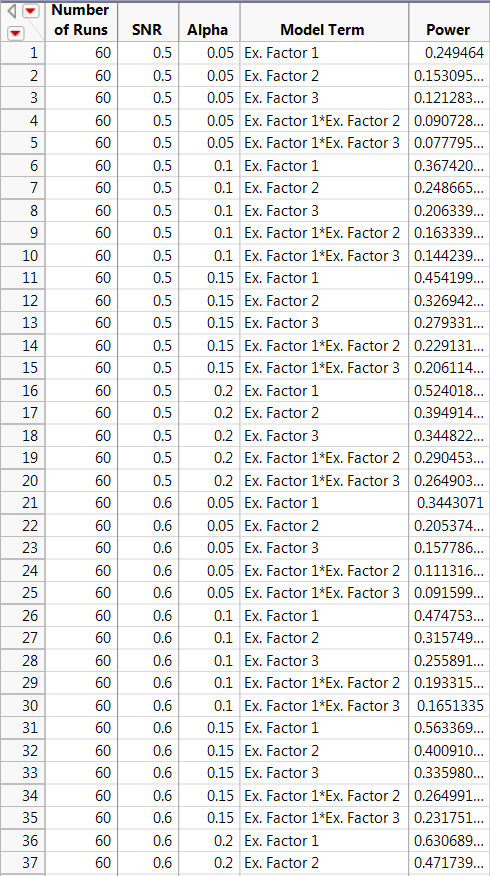 Number of Runs SNR Alpha Model Term Power
1 60 0.5 0.05 Ex. Factor 1 0.249464
2 60 0.5 0.05 Ex. Factor 2 0.153095...
3 60 0.5 0.05 Ex. Factor 3 0.121283...
4 60 0.5 0.05 Ex. Factor 1*Ex. Factor 2 0.090728...
5 60 0.5 0.05 Ex. Factor 1*Ex. Factor 3 0.077795...
6 60 0.5 0.1 Ex. Factor 1 0.367420...
7 60 0.5 0.1 Ex. Factor 2 0.248665...
8 60 0.5 0.1 Ex. Factor 3 0.206339...
9 60 0.5 0.1 Ex. Factor 1*Ex. Factor 2 0.163339...
10 60 0.5 0.1 Ex. Factor 1*Ex. Factor 3 0.144239...
11 60 0.5 0.15 Ex. Factor 1 0.454199...
12 60 0.5 0.15 Ex. Factor 2 0.326942...
13 60 0.5 0.15 Ex. Factor 3 0.279331...
14 60 0.5 0.15 Ex. Factor 1*Ex. Factor 2 0.229131...
15 60 0.5 0.15 Ex. Factor 1*Ex. Factor 3 0.206114...
16 60 0.5 0.2 Ex. Factor 1 0.524018...
17 60 0.5 0.2 Ex. Factor 2 0.394914...
18 60 0.5 0.2 Ex. Factor 3 0.344822...
19 60 0.5 0.2 Ex. Factor 1*Ex. Factor 2 0.290453...
20 60 0.5 0.2 Ex. Factor 1*Ex. Factor 3 0.264903...
21 60 0.6 0.05 Ex. Factor 1 0.3443071
22 60 0.6 0.05 Ex. Factor 2 0.205374...
23 60 0.6 0.05 Ex. Factor 3 0.157786...
24 60 0.6 0.05 Ex. Factor 1*Ex. Factor 2 0.111316...
25 60 0.6 0.05 Ex. Factor 1*Ex. Factor 3 0.091599...
26 60 0.6 0.1 Ex. Factor 1 0.474753...
27 60 0.6 0.1 Ex. Factor 2 0.315749...
28 60 0.6 0.1 Ex. Factor 3 0.255891...
29 60 0.6 0.1 Ex. Factor 1*Ex. Factor 2 0.193315...
30 60 0.6 0.1 Ex. Factor 1*Ex. Factor 3 0.1651335
31 60 0.6 0.15 Ex. Factor 1 0.563369...
32 60 0.6 0.15 Ex. Factor 2 0.400910...
33 60 0.6 0.15 Ex. Factor 3 0.335980...
34 60 0.6 0.15 Ex. Factor 1*Ex. Factor 2 0.264991...
35 60 0.6 0.15 Ex. Factor 1*Ex. Factor 3 0.231751...
36 60 0.6 0.2 Ex. Factor 1 0.630689...
37 60 0.6 0.2 Ex. Factor 2 0.471739...